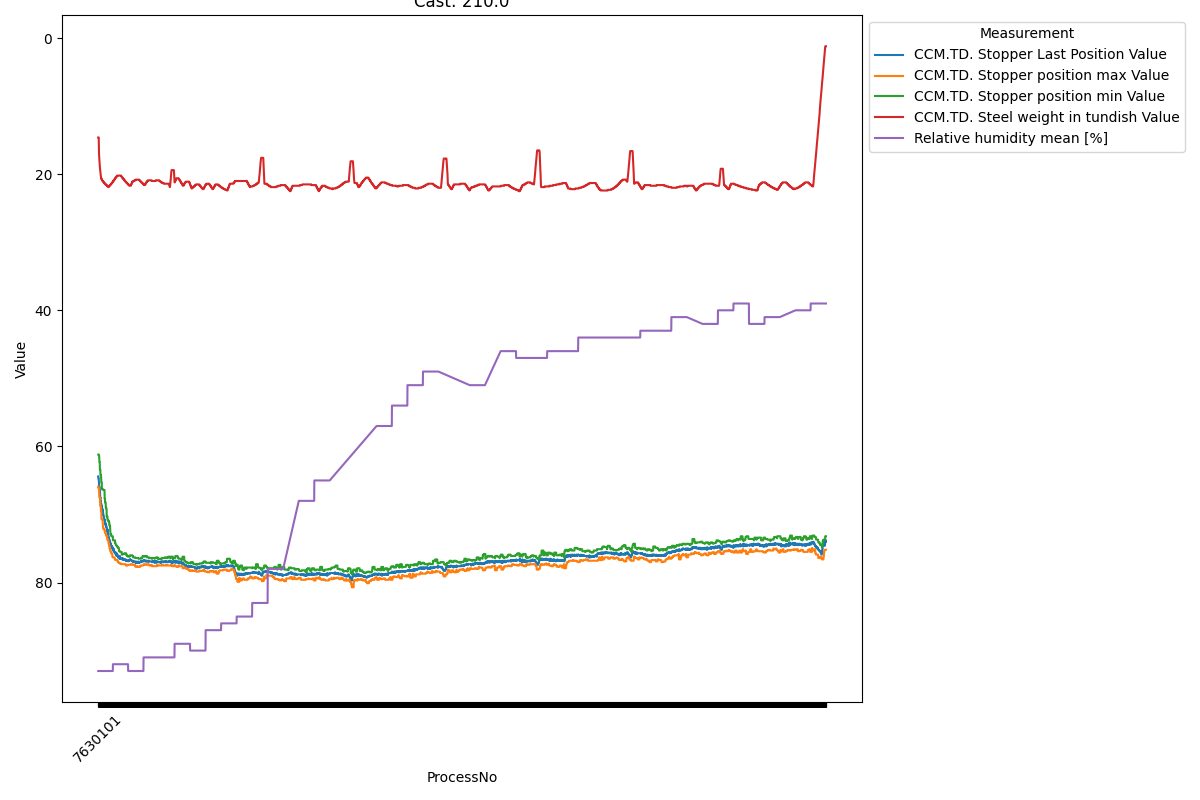 Cast: 210.0
0
20
40
60
80
Value
7630101
ProcessNo
Measurement
CCM.TD. Stopper Last Position Value
CCM.TD. Stopper position max Value
CCM.TD. Stopper position min Value
CCM.TD. Steel weight in tundish Value
Relative humidity mean [%]